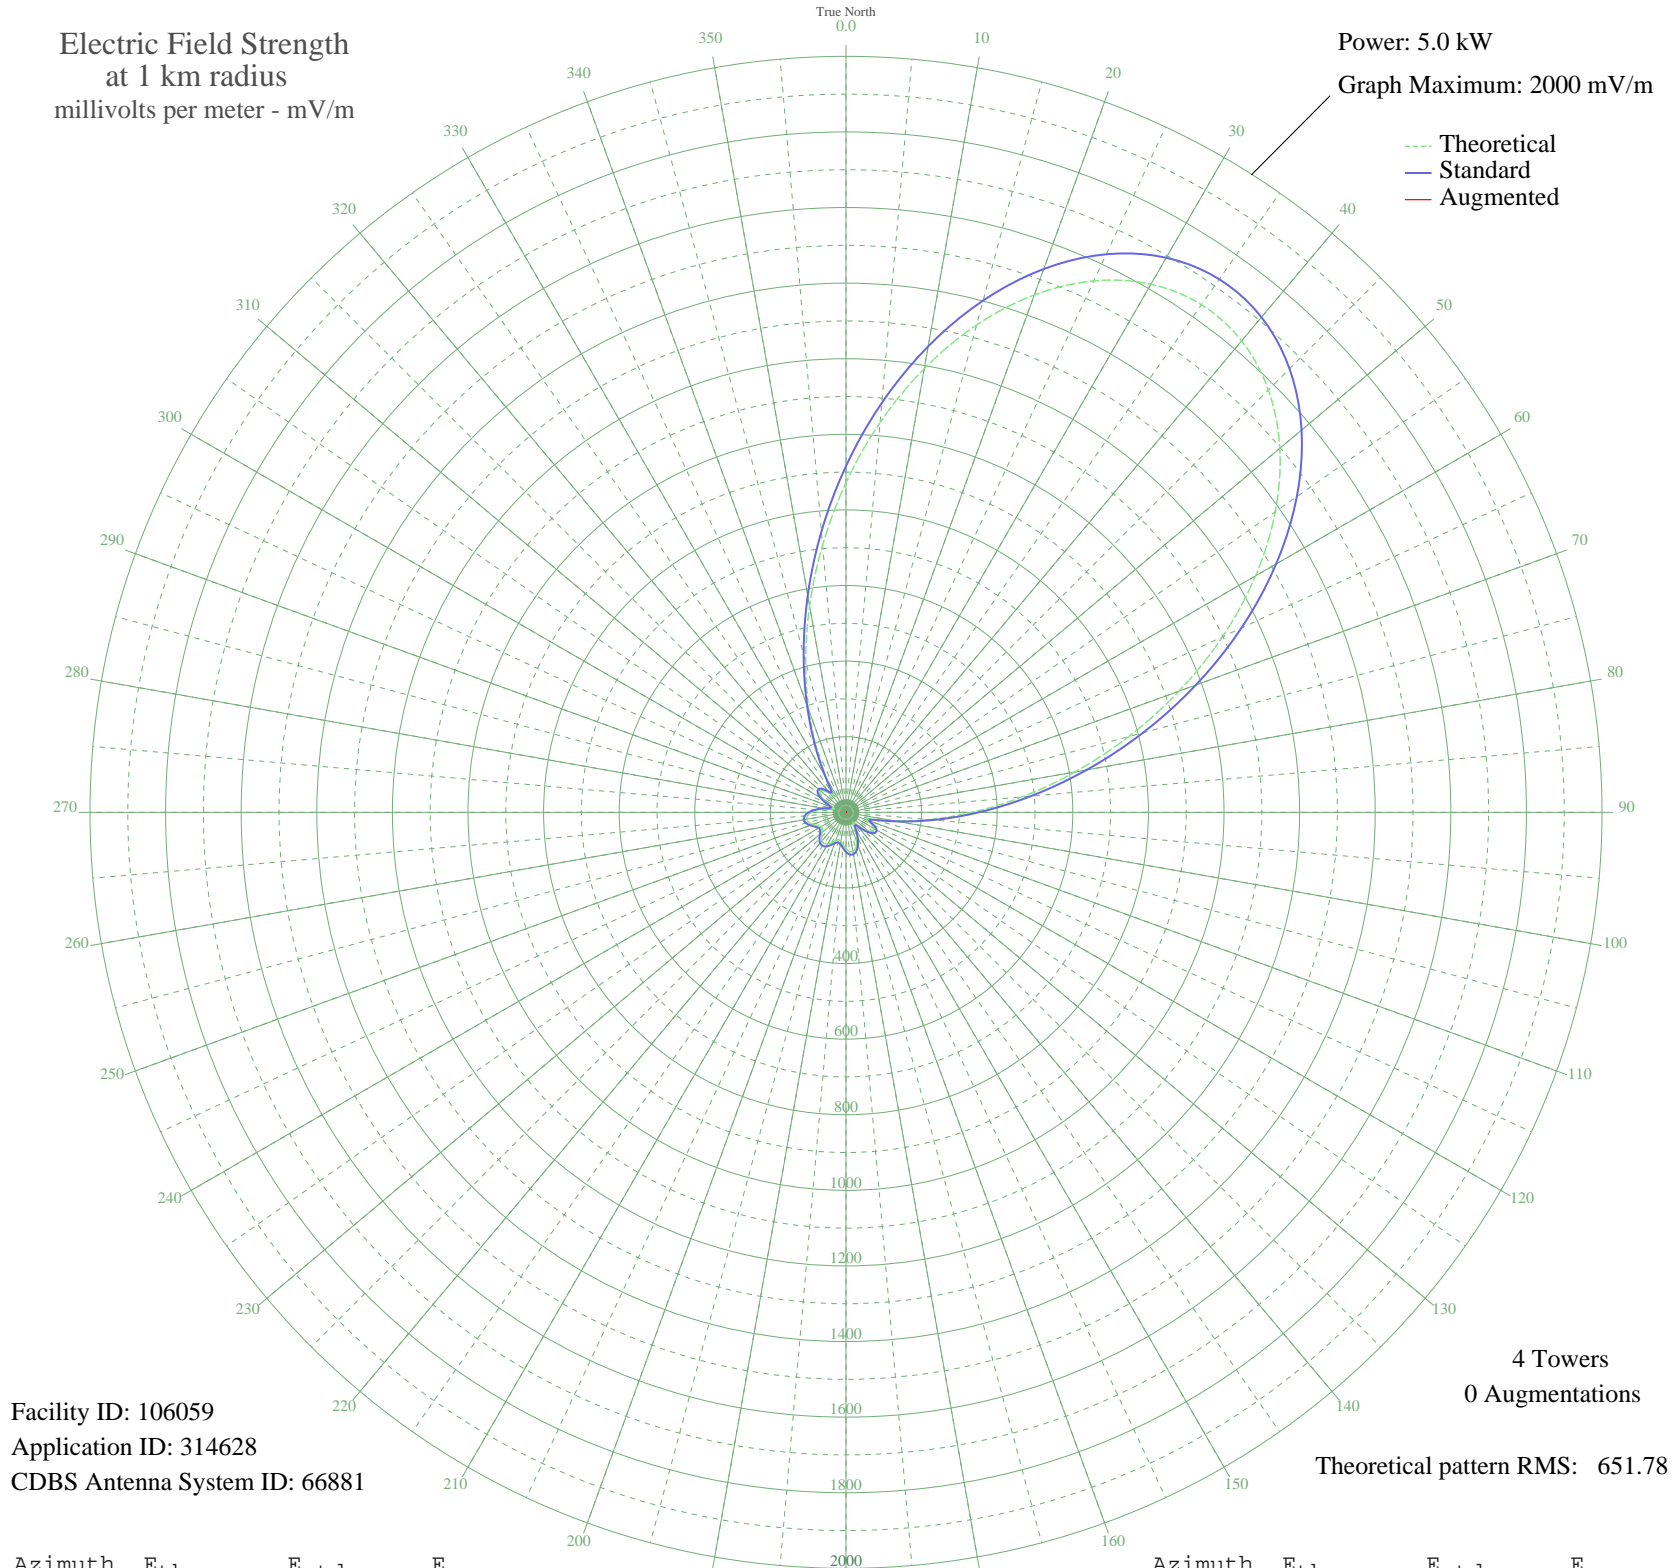 True North
0.0
Electric Field Strength
at 1 km radius
millivolts per meter - mV/m
Power: 5.0 kW
Graph Maximum: 2000 mV/m
Theoretical
Standard
Augmented
350
10
340
20
330
30
320
40
310
50
300
60
290
70
280
80
270
90
260
100
250
110
240
120
230
130
220
140
210
150
200
160
400
600
800
1000
1200
1400
1600
1800
2000
4 Towers
0 Augmentations
Facility ID: 106059
Application ID: 314628
CDBS Antenna System ID: 66881
Theoretical pattern RMS: 651.78
Azimuth
Azimuth